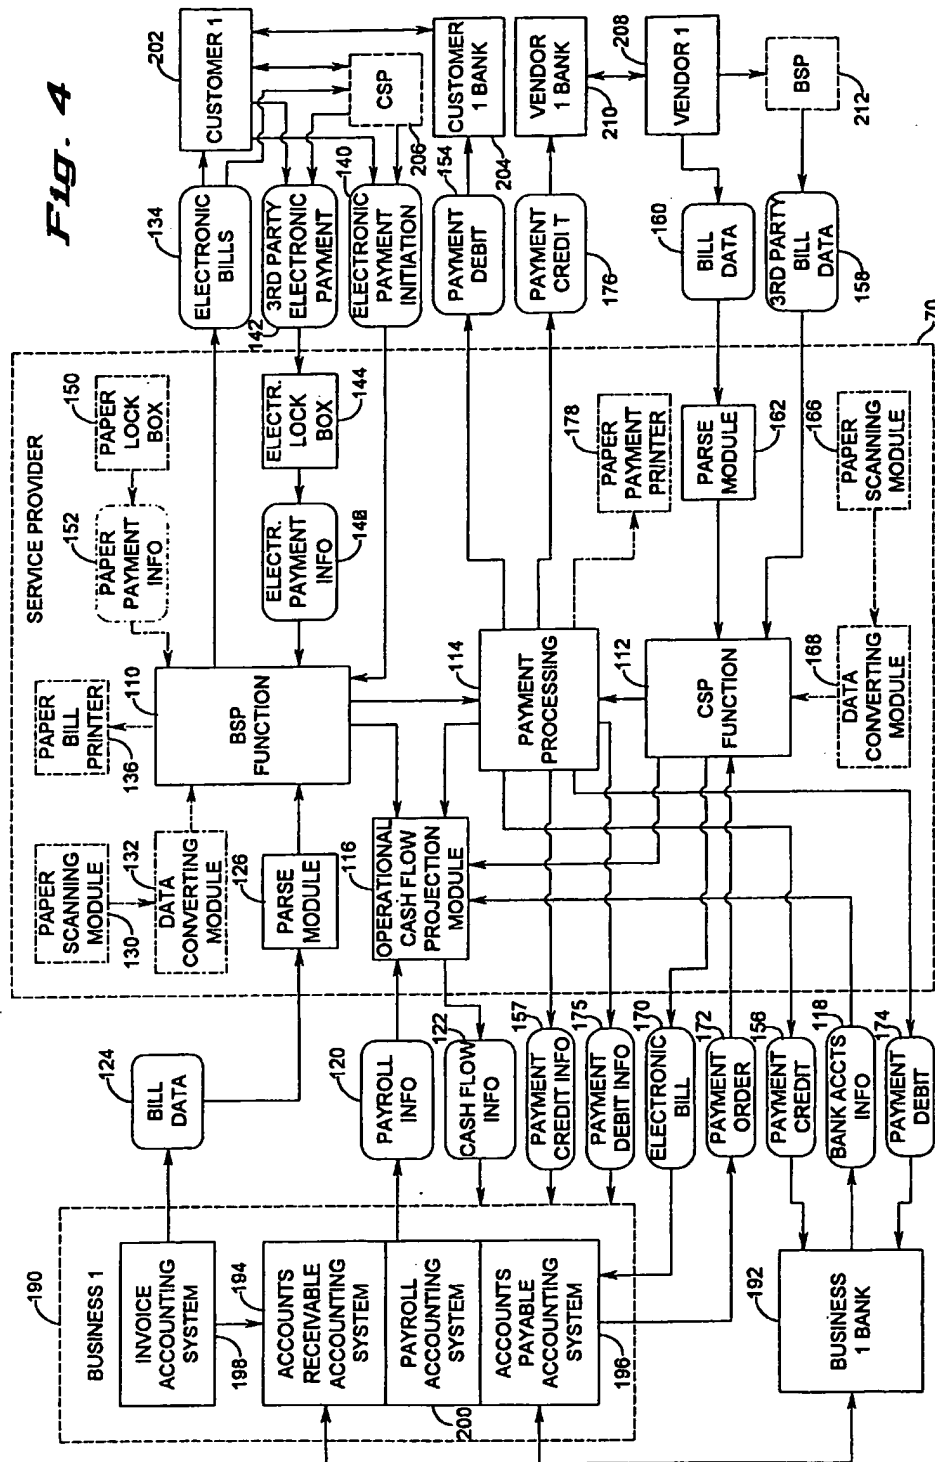 Fig. 4
190
BUSINESS 1
INVOICE
ACCOUNTING
SYSTEM
198
194
ACCOUNTS
RECEIVABLE
ACCOUNTING
SYSTEM
PAYROLL
ACCOUNTING
SYSTEM
200
ACCOUNTS
PAYABLE
ACCOUNTING
SYSTEM
196
192
BUSINESS
1 BANK
124
BILL
DATA
120
PAYROLL
INFO
122
CASH FLOW
INFO
157
PAYMENT
CREDIT INFO
175
PAYMENT
DEBIT INFO
170
ELECTRONIC
BILL
172
PAYMENT
ORDER
156
PAYMENT
CREDIT
118
BANK ACCTS
INFO
174
PAYMENT
DEBIT
SERVICE PROVIDER
PAPER
SCANNING
MODULE
130
132
DATA
CONVERTING
MODULE
126
PARSE
MODULE
116
OPERATIONAL
CASH FLOW
PROJECTION
MODULE
PAPER
BILL
PRINTER
136
110
BSP
FUNCTION
114
PAYMENT
PROCESSING
112
CSP
FUNCTION
168
DATA
CONVERTING
MODULE
150
PAPER
LOCK
BOX
152
PAPER
PAYMENT
INFO
ELECTR.
LOCK
BOX
144
ELECTR.
PAYMENT
INFO
148
178
PAPER
PAYMENT
PRINTER
PARSE
MODULE
162
166
PAPER
SCANNING
MODULE
70
134
ELECTRONIC
BILLS
3RD PARTY
ELECTRONIC
PAYMENT
142
140
ELECTRONIC
PAYMENT
INITIATION
154
PAYMENT
DEBIT
PAYMENT
CREDIT
176
160
BILL
DATA
3RD PARTY
BILL
DATA
158
202
CUSTOMER 1
CSP
206
CUSTOMER
1 BANK
204
VENDOR
1 BANK
210
208
VENDOR 1
BSP
212